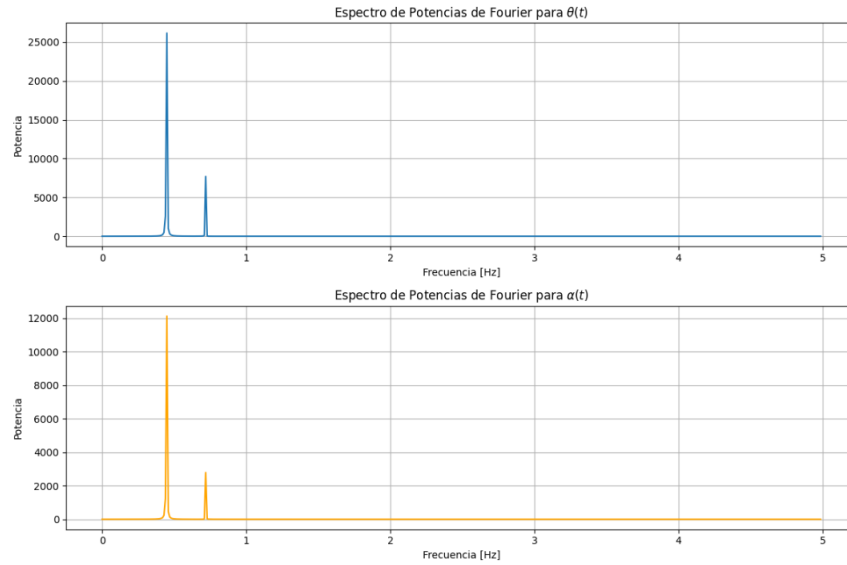 Espectro de Potencias de Fourier para θ(t)
25000
20000
15000
10000
5000
0
Potencia
0 1 2 3 4 5
Frecuencia [Hz]
Espectro de Potencias de Fourier para α(t)
12000
10000
8000
6000
4000
2000
0
Potencia
0 1 2 3 4 5
Frecuencia [Hz]